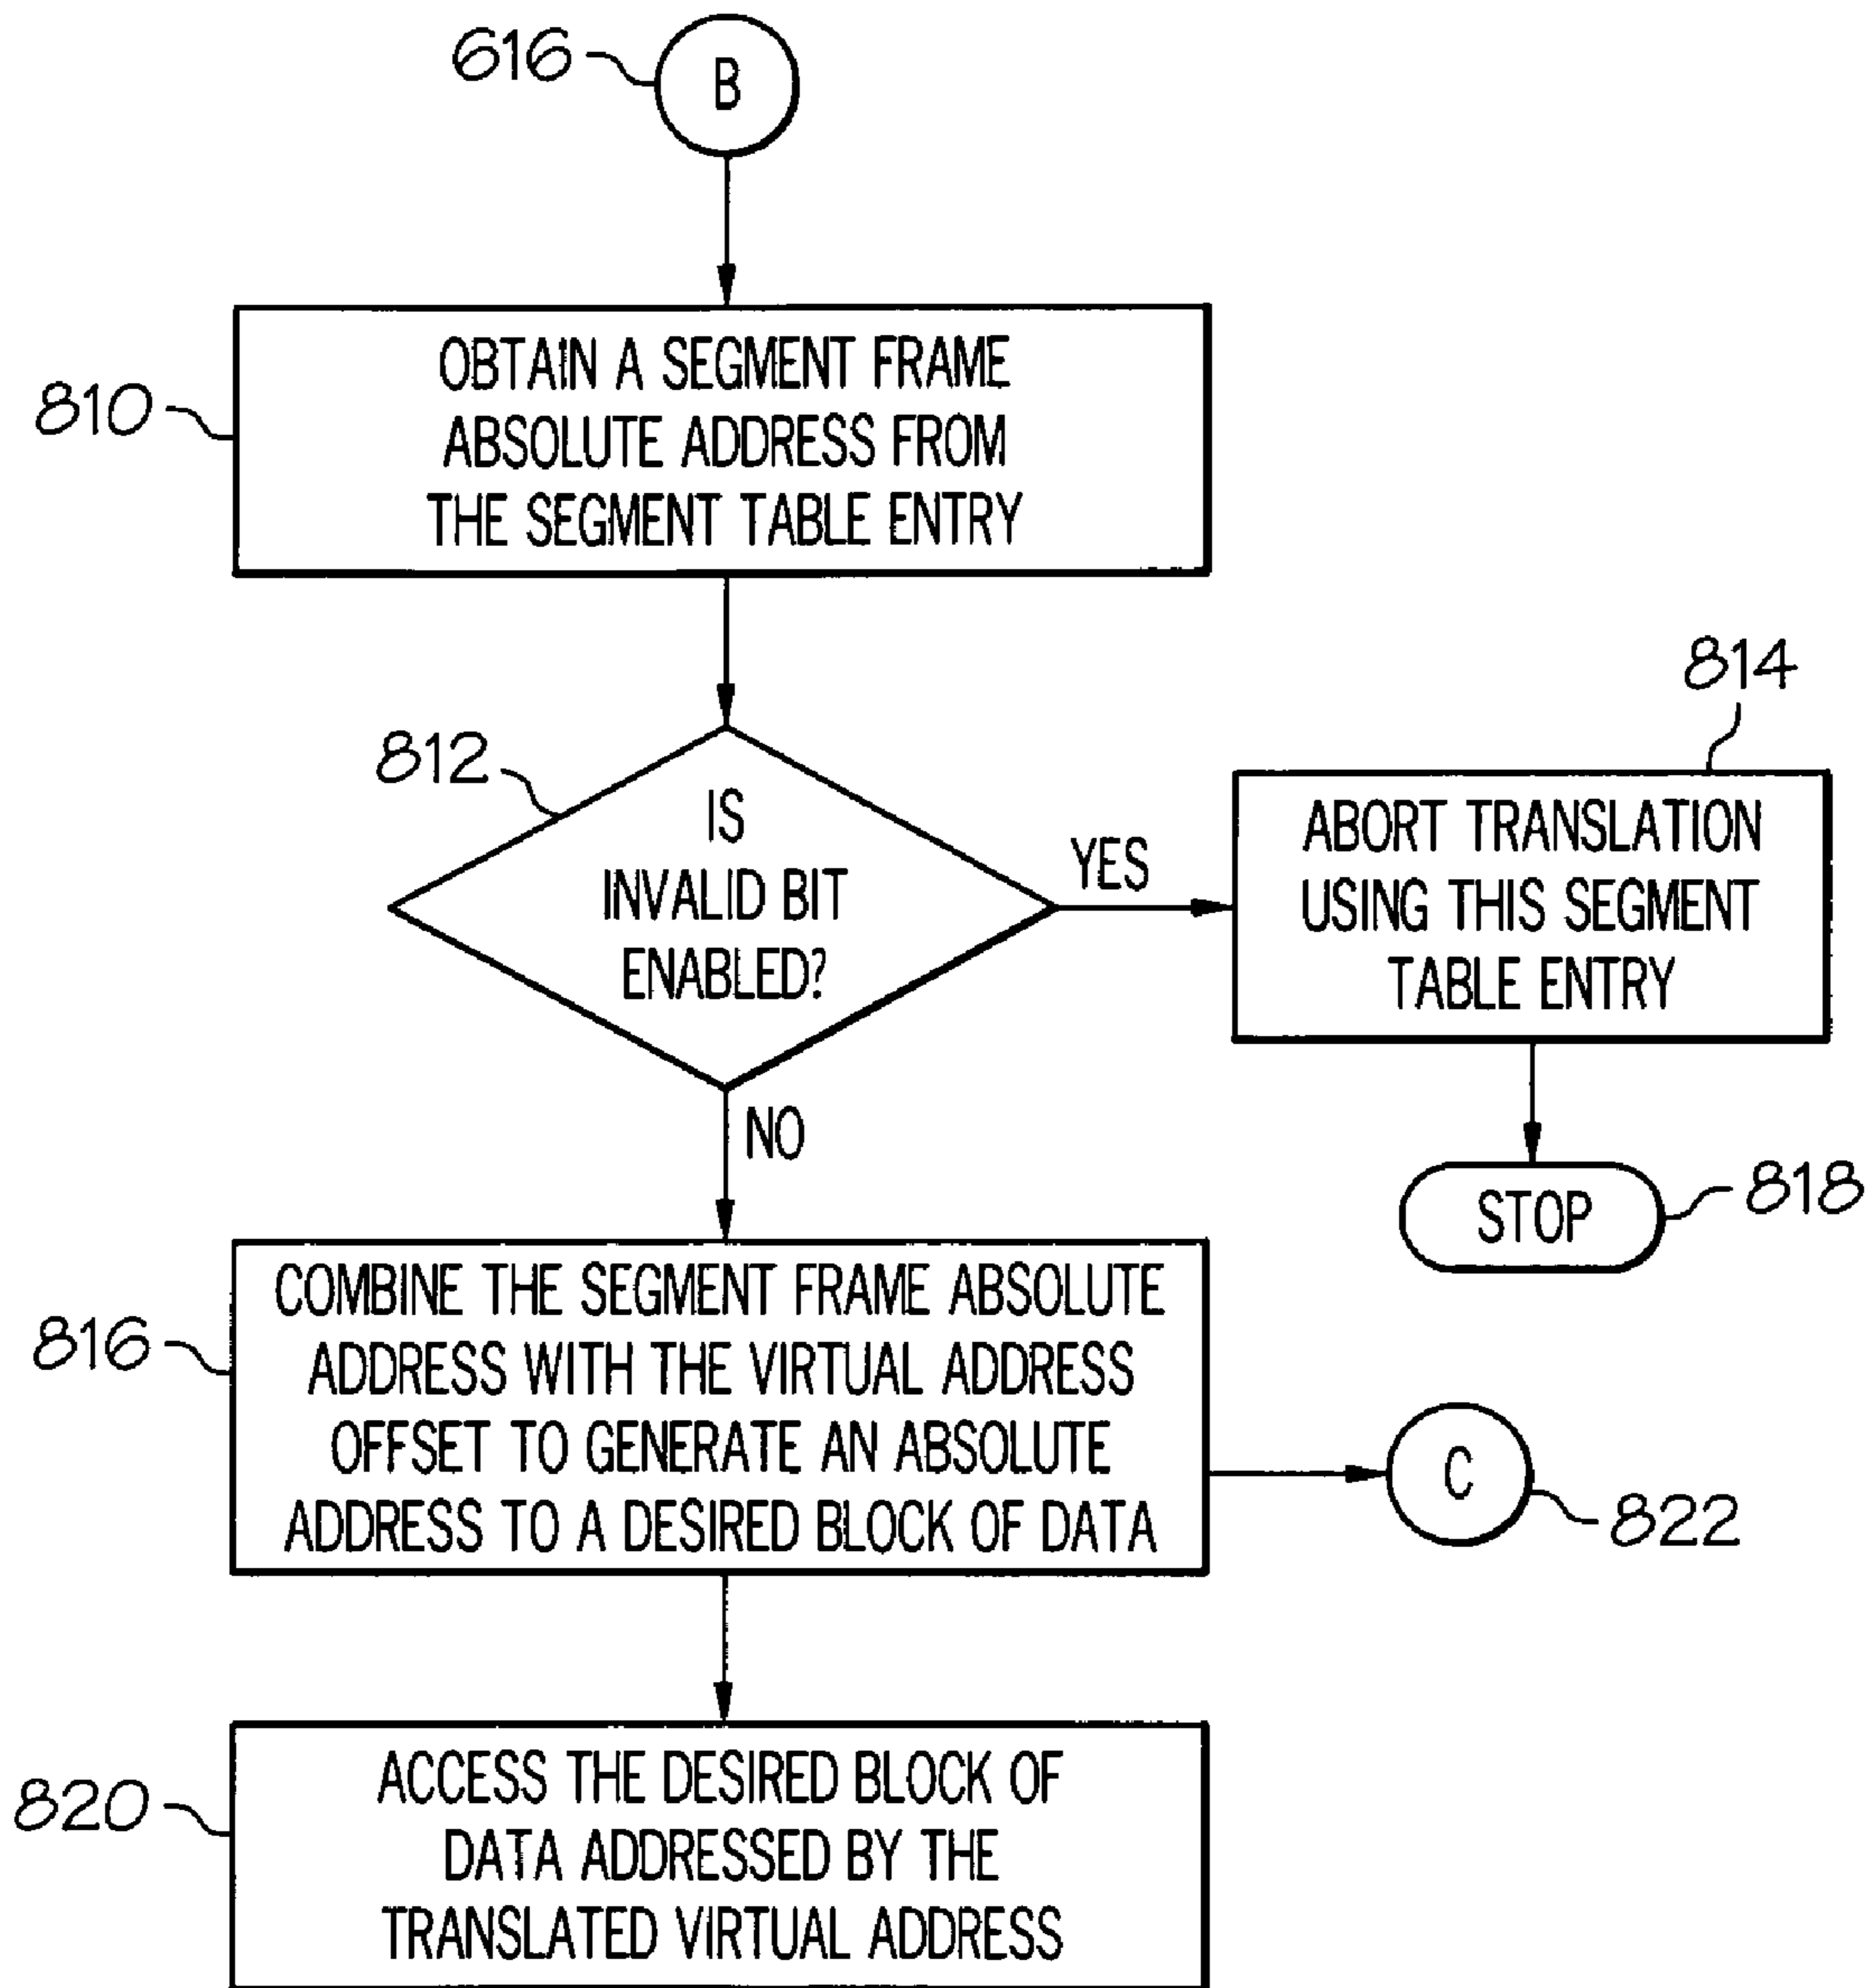 616
B
810
OBTAIN A SEGMENT FRAME
ABSOLUTE ADDRESS FROM
THE SEGMENT TABLE ENTRY
812
IS
INVALID BIT
ENABLED?
YES
814
ABORT TRANSLATION
USING THIS SEGMENT
TABLE ENTRY
STOP
818
NO
816
COMBINE THE SEGMENT FRAME ABSOLUTE
ADDRESS WITH THE VIRTUAL ADDRESS
OFFSET TO GENERATE AN ABSOLUTE
ADDRESS TO A DESIRED BLOCK OF DATA
C
822
820
ACCESS THE DESIRED BLOCK OF
DATA ADDRESSED BY THE
TRANSLATED VIRTUAL ADDRESS